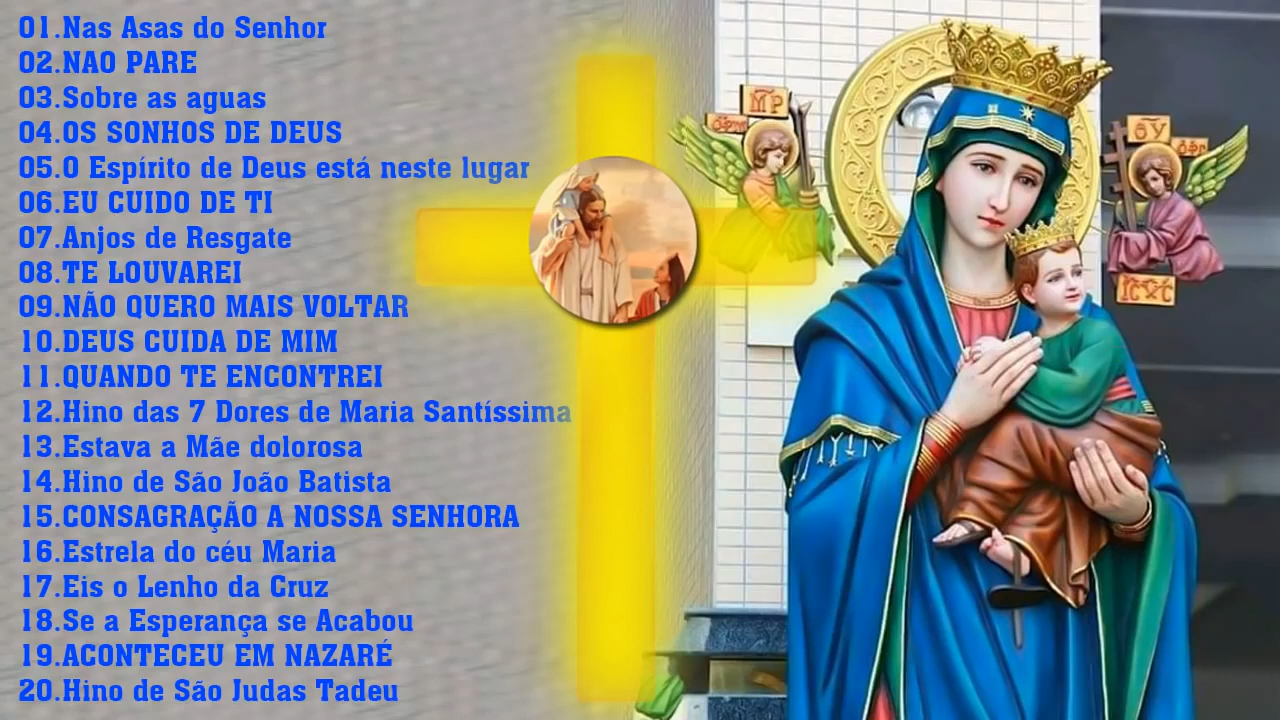 01.Nas Asas do Senhor
02.NAO PARE
03.Sobre as aguas
04.OS SONHOS DE DEUS
05.O Espírito de Deus está neste lugar
06.EU CUIDO DE TI
07.Anjos de Resgate
08.TE LOUVAREI
09.NÃO QUERO MAIS VOLTAR
10.DEUS CUIDA DE MIM
11.QUANDO TE ENCONTREI
12.Hino das 7 Dores de Maria Santíssima
13.Estava a Mãe dolorosa
14.Hino de São João Batista
15.CONSAGRAÇÃO A NOSSA SENHORA
16.Estrela do céu Maria
17.Eis o Lenho da Cruz
18.Se a Esperança se Acabou
19.ACONTECEU EM NAZARÉ
20.Hino de São Judas Tadeu